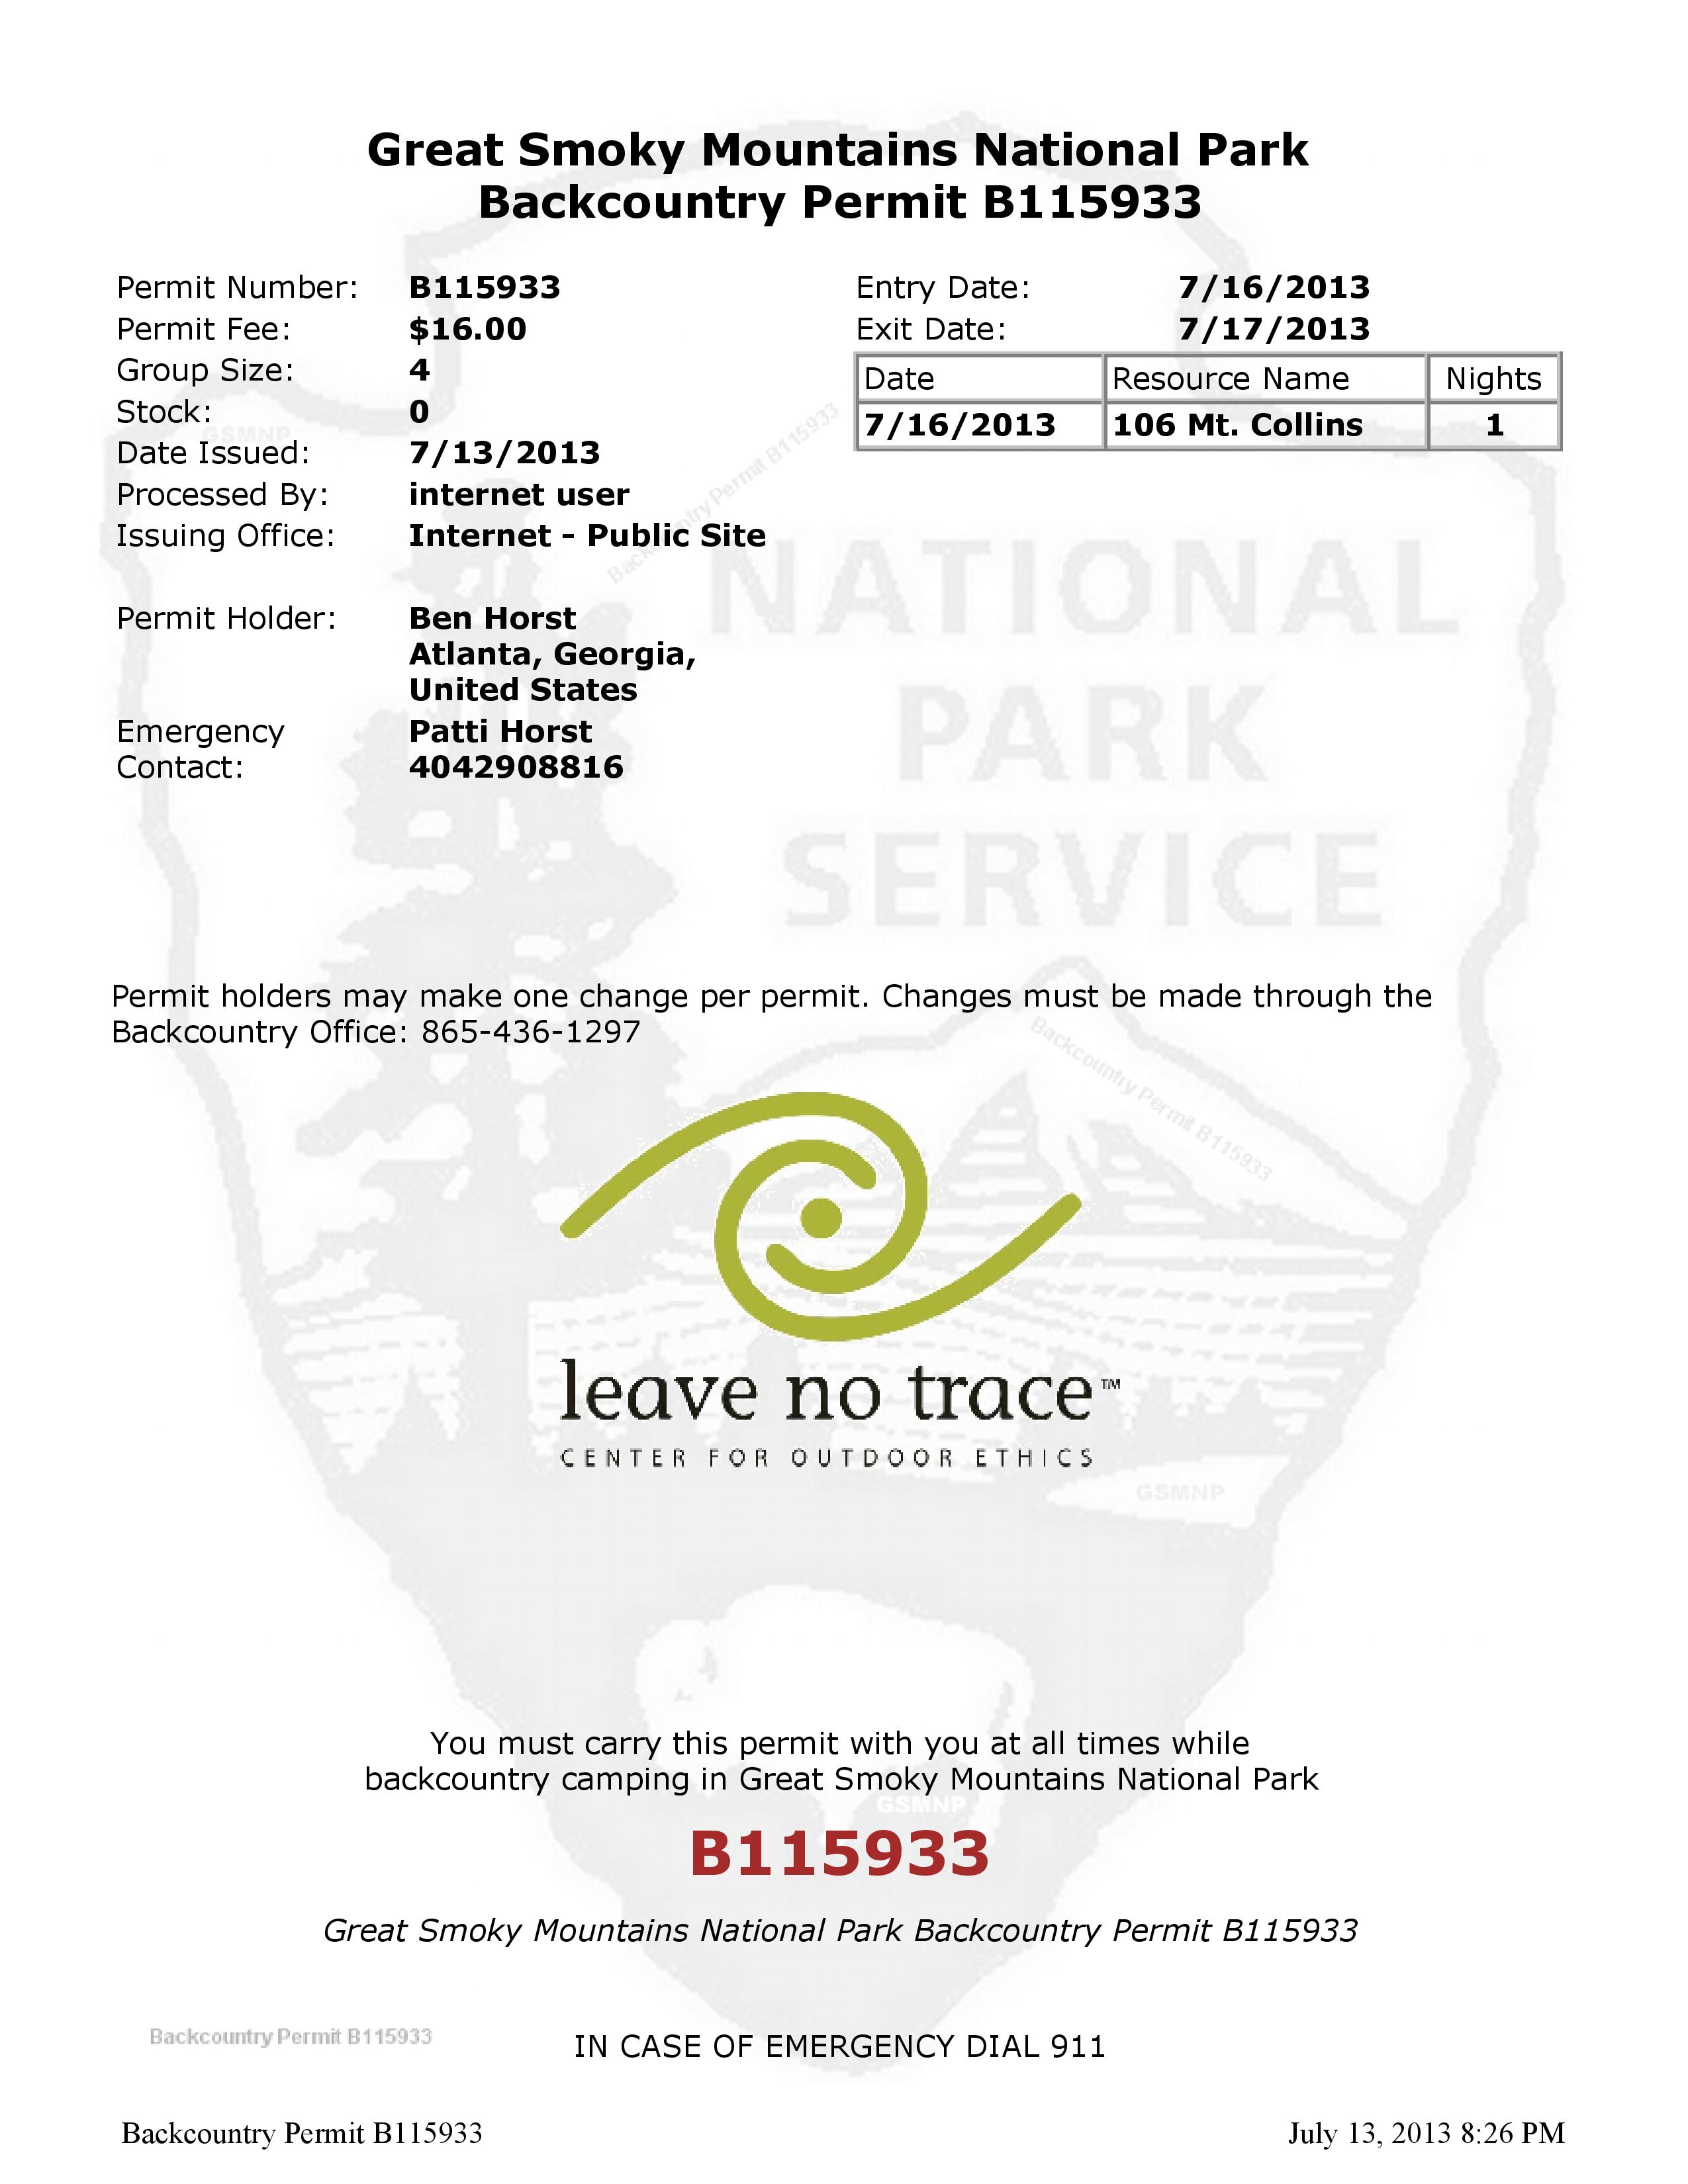 Great Smoky Mountains National Park
Backcountry Permit B115933
Permit Number: B115933
Permit Fee: $16.00
Group Size: 4
Stock: 0
Date Issued: 7/13/2013
Processed By: internet user
Issuing Office: Internet - Public Site
Permit Holder: Ben Horst
Atlanta, Georgia,
United States
Emergency Patti Horst
Contact: 4042908816
Entry Date: 7/16/2013
Exit Date: 7/17/2013
Date Resource Name Nights
7/16/2013 106 Mt. Collins 1
GSMNP
Backcountry Permit B115933
NATIONAL
PARK
SERVICE
Permit holders may make one change per permit. Changes must be made through the
Backcountry Office: 865-436-1297
Backcountry Permit B115933
leave no trace™
CENTER FOR OUTDOOR ETHICS
GSMNP
You must carry this permit with you at all times while
backcountry camping in Great Smoky Mountains National Park
GSMNP
B115933
Great Smoky Mountains National Park Backcountry Permit B115933
Backcountry Permit B115933
IN CASE OF EMERGENCY DIAL 911
Backcountry Permit B115933 July 13, 2013 8:26 PM